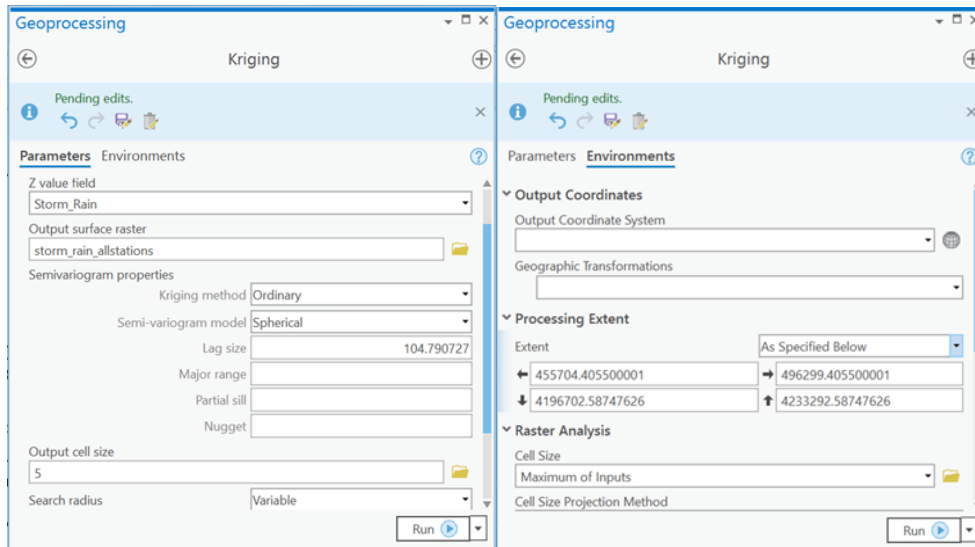 Geoprocessing
Kriging
Pending edits.
Parameters Environments
Z value field
Storm_Rain
Output surface raster
storm_rain_allstations
Semivariogram properties
Kriging method Ordinary
Semi-variogram model Spherical
Lag size 104.790727
Major range
Partial sill
Nugget
Output cell size
5
Search radius Variable
Run
Geoprocessing
Kriging
Pending edits.
Parameters Environments
Output Coordinates
Output Coordinate System
Geographic Transformations
Processing Extent
Extent As Specified Below
455704.405500001 496299.405500001
4196702.58747626 4233292.58747626
Raster Analysis
Cell Size
Maximum of Inputs
Cell Size Projection Method
Run